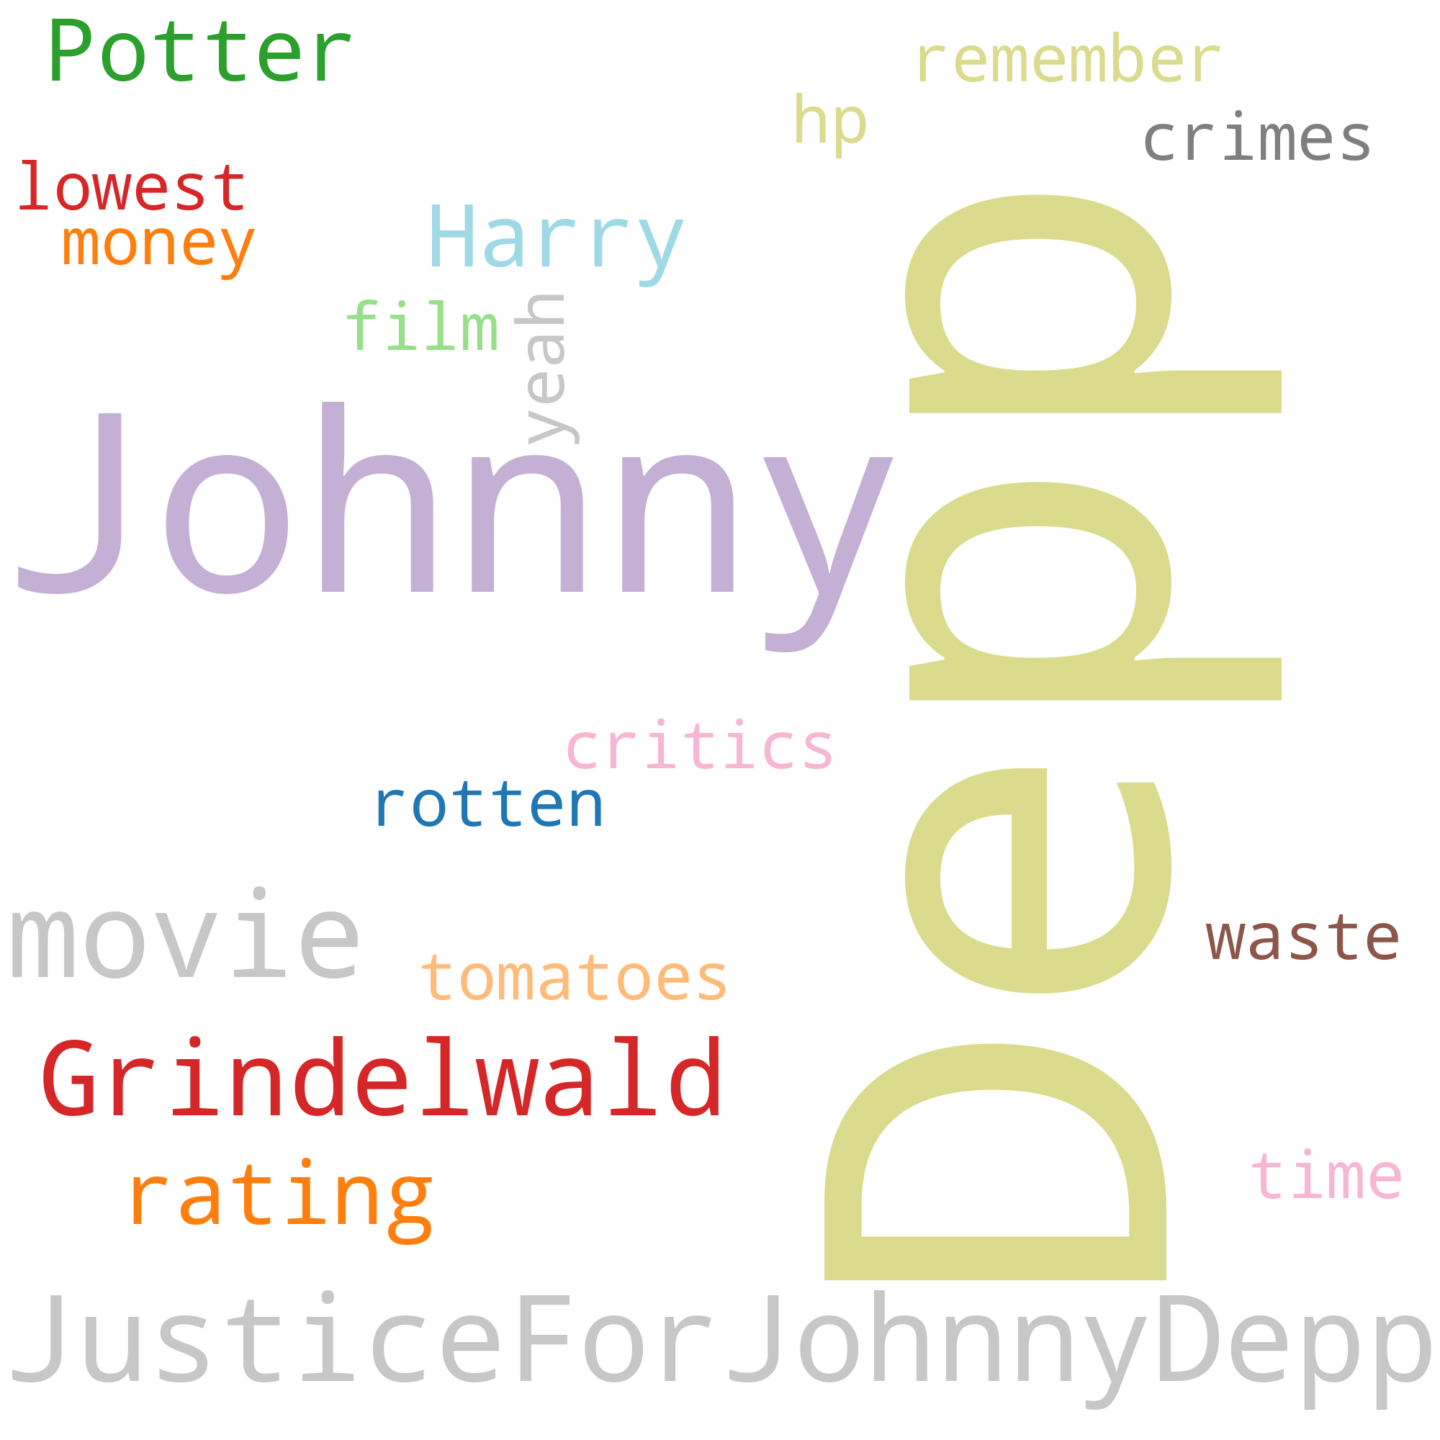 Potter
remember
hp
crimes
lowest
money
Harry
film
yeah
Johnny
Depp
critics
rotten
movie
waste
tomatoes
Grindelwald
rating
time
JusticeForJohnnyDepp